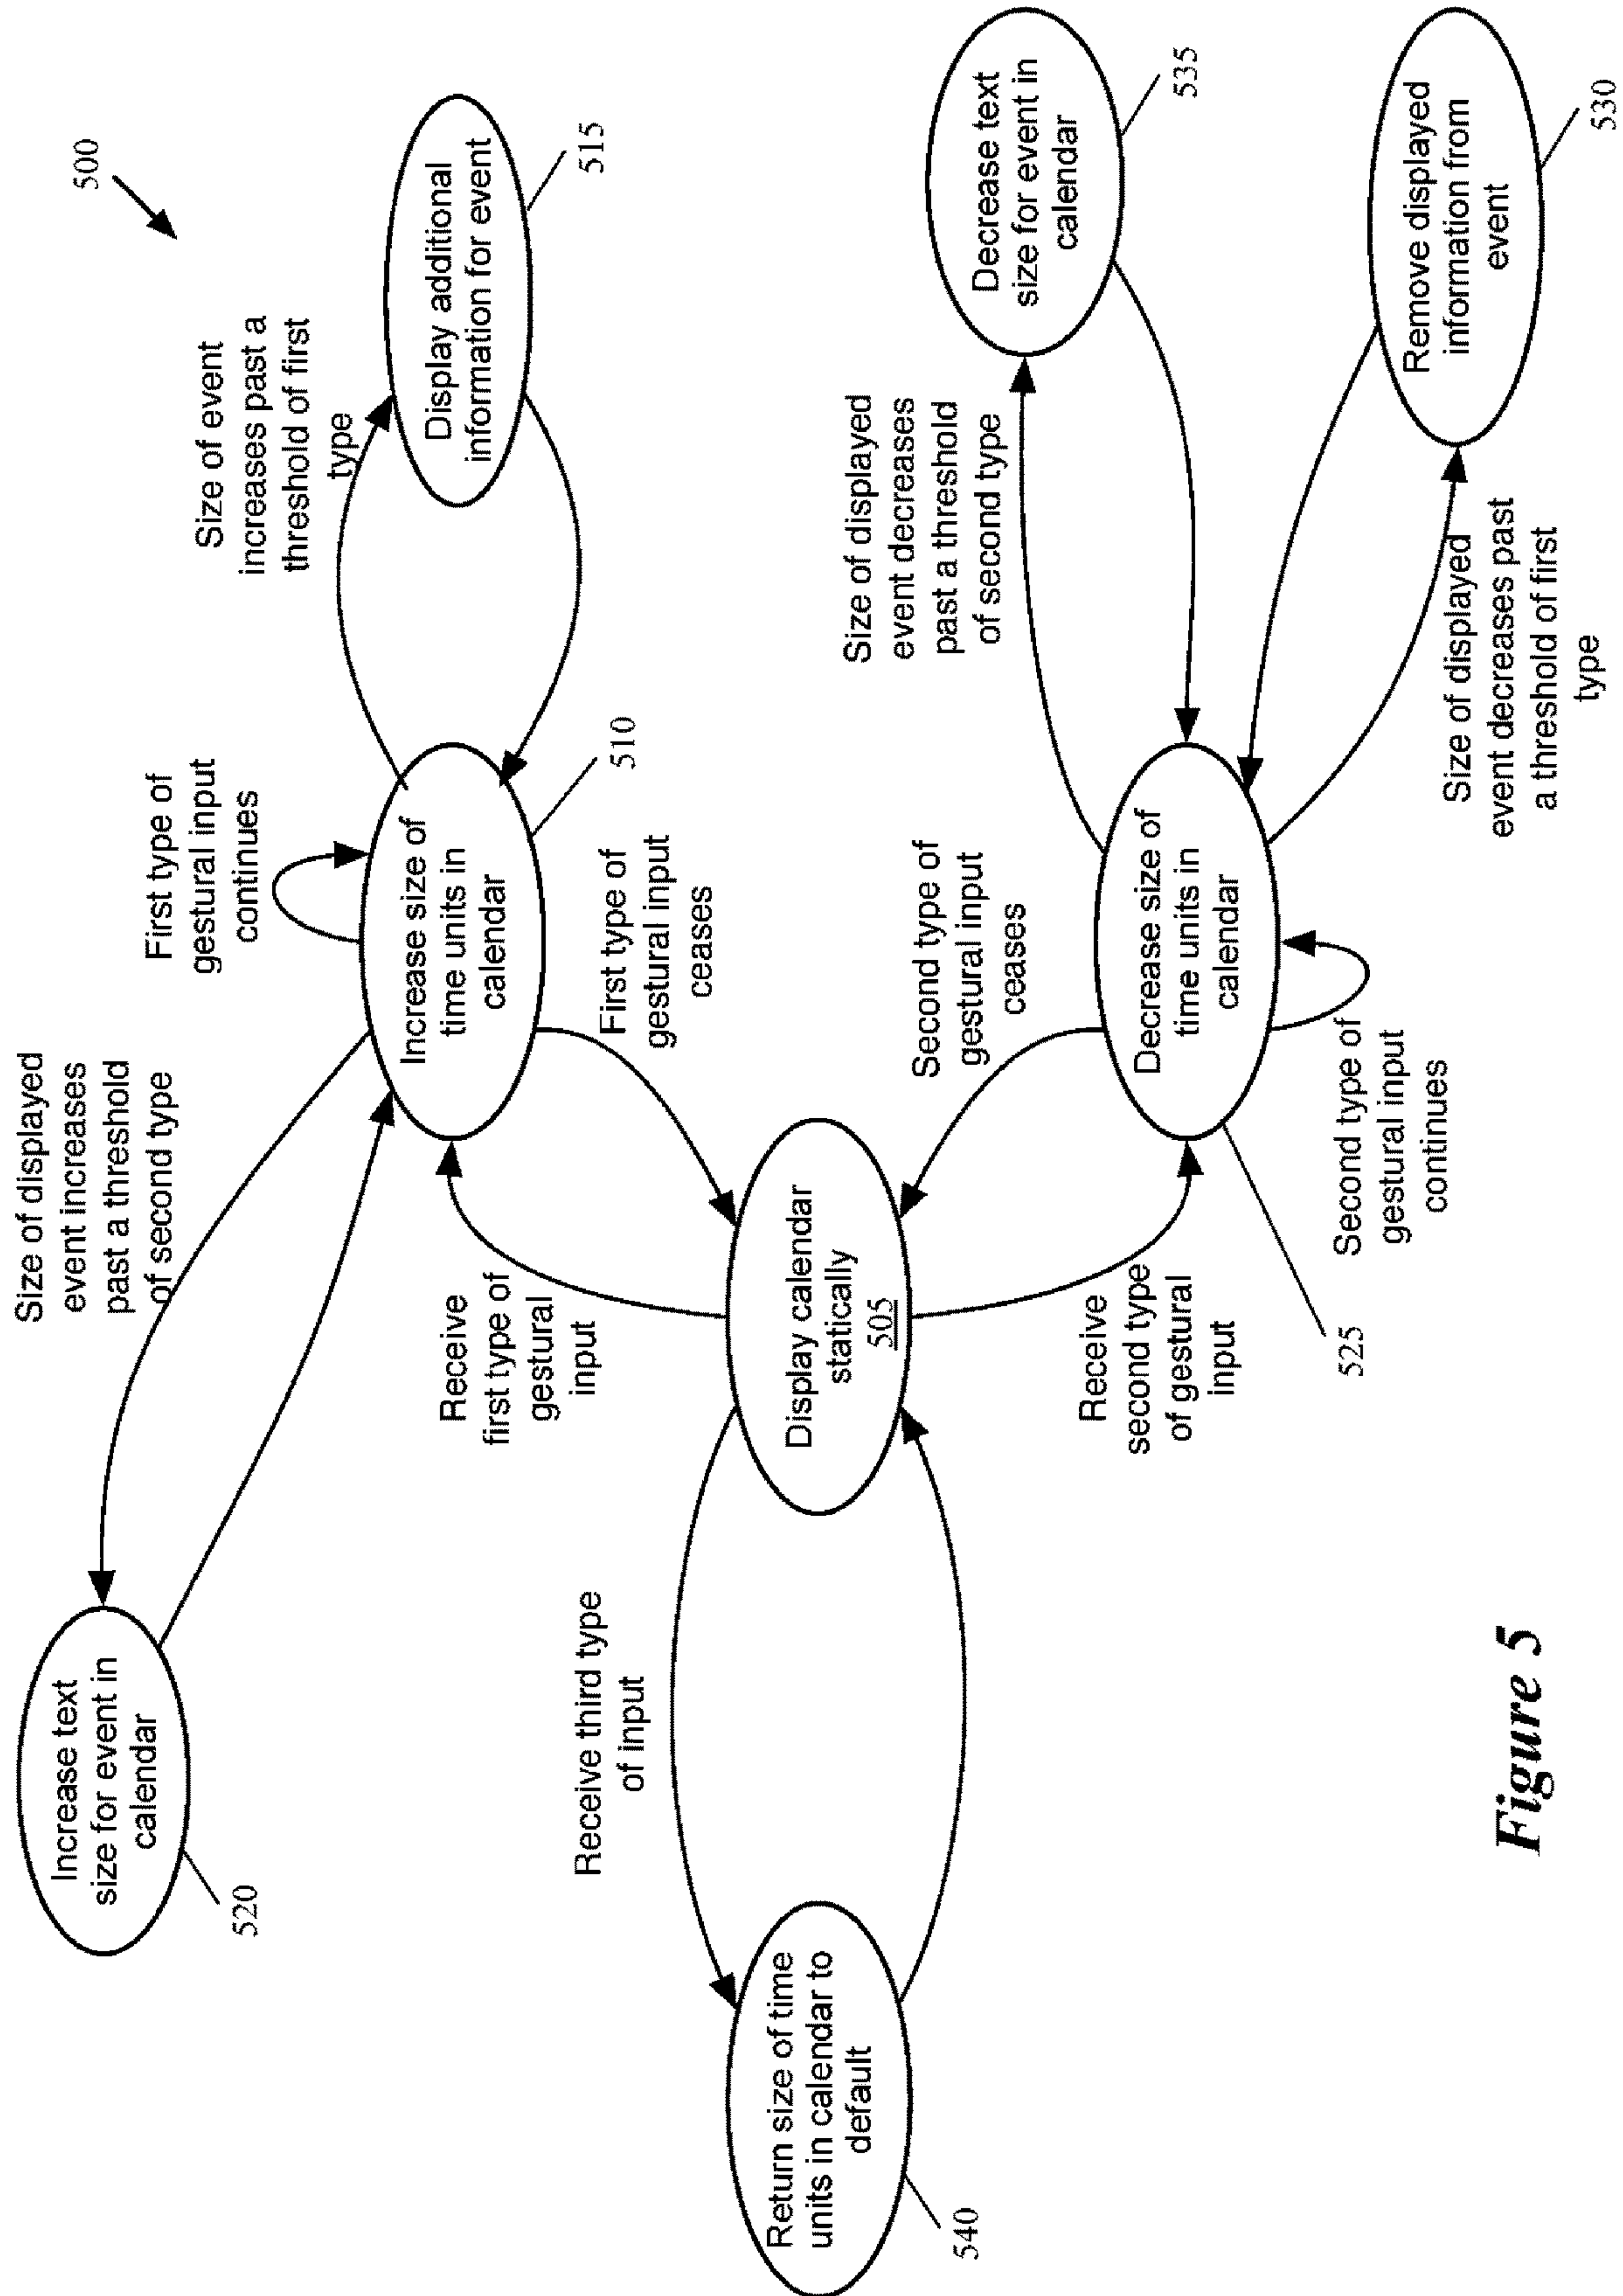 500
Size of displayed
event increases
past a threshold
of second type
First type of
gestural input
continues
Size of event
increases past a
threshold of first
type
Increase text
size for event in
calendar
520
Increase size of
time units in
calendar
510
Display additional
information for event
515
Receive
first type of
gestural
input
First type of
gestural input
ceases
Receive third type
of input
Return size of time
units in calendar to
default
540
Display calendar
statically
505
Second type of
gestural input
ceases
Size of displayed
event decreases
past a threshold
of second type
Decrease text
size for event in
calendar
535
Receive
second type
of gestural
input
Decrease size of
time units in
calendar
525
Second type of
gestural input
continues
Remove displayed
information from
event
530
Size of displayed
event decreases past
a threshold of first
type
Figure 5